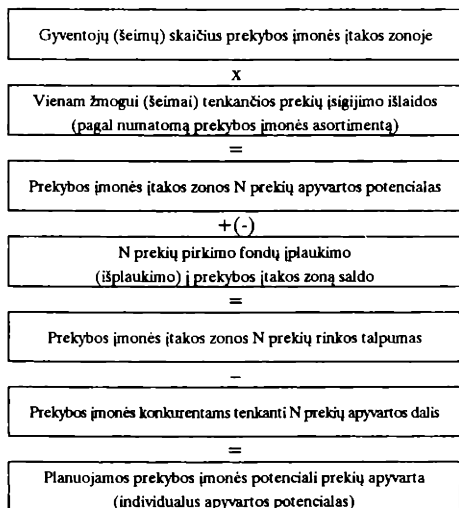 Gyventojų (šeimų) skaičius prekybos įmonės įtakos zonoje
x
Vienam žmogui (šeimai) tenkančios prekių įsigijimo išlaidos
(pagal numatomą prekybos įmonės asortimentą)
=
Prekybos įmonės įtakos zonos N prekių apyvartos potencialas
+(-)
N prekių pirkimo fondų įplaukimo
(išplaukimo) į prekybos įtakos zoną saldo
=
Prekybos įmonės įtakos zonos N prekių rinkos talpumas
–
Prekybos įmonės konkurentams tenkanti N prekių apyvartos dalis
=
Planuojamos prekybos įmonės potenciali prekių apyvarta
(individualus apyvartos potencialas)